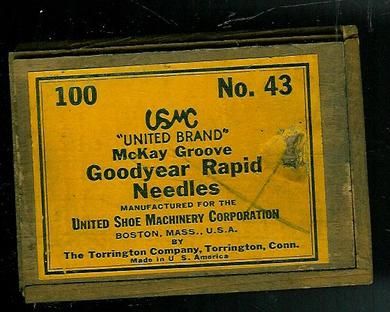 100 No. 43
USMC
"UNITED BRAND"
McKay Groove
Goodyear Rapid
Needles
MANUFACTURED FOR THE
UNITED SHOE MACHINERY CORPORATION
BOSTON, MASS., U.S.A.
BY
The Torrington Company, Torrington, Conn.
Made in U. S. America